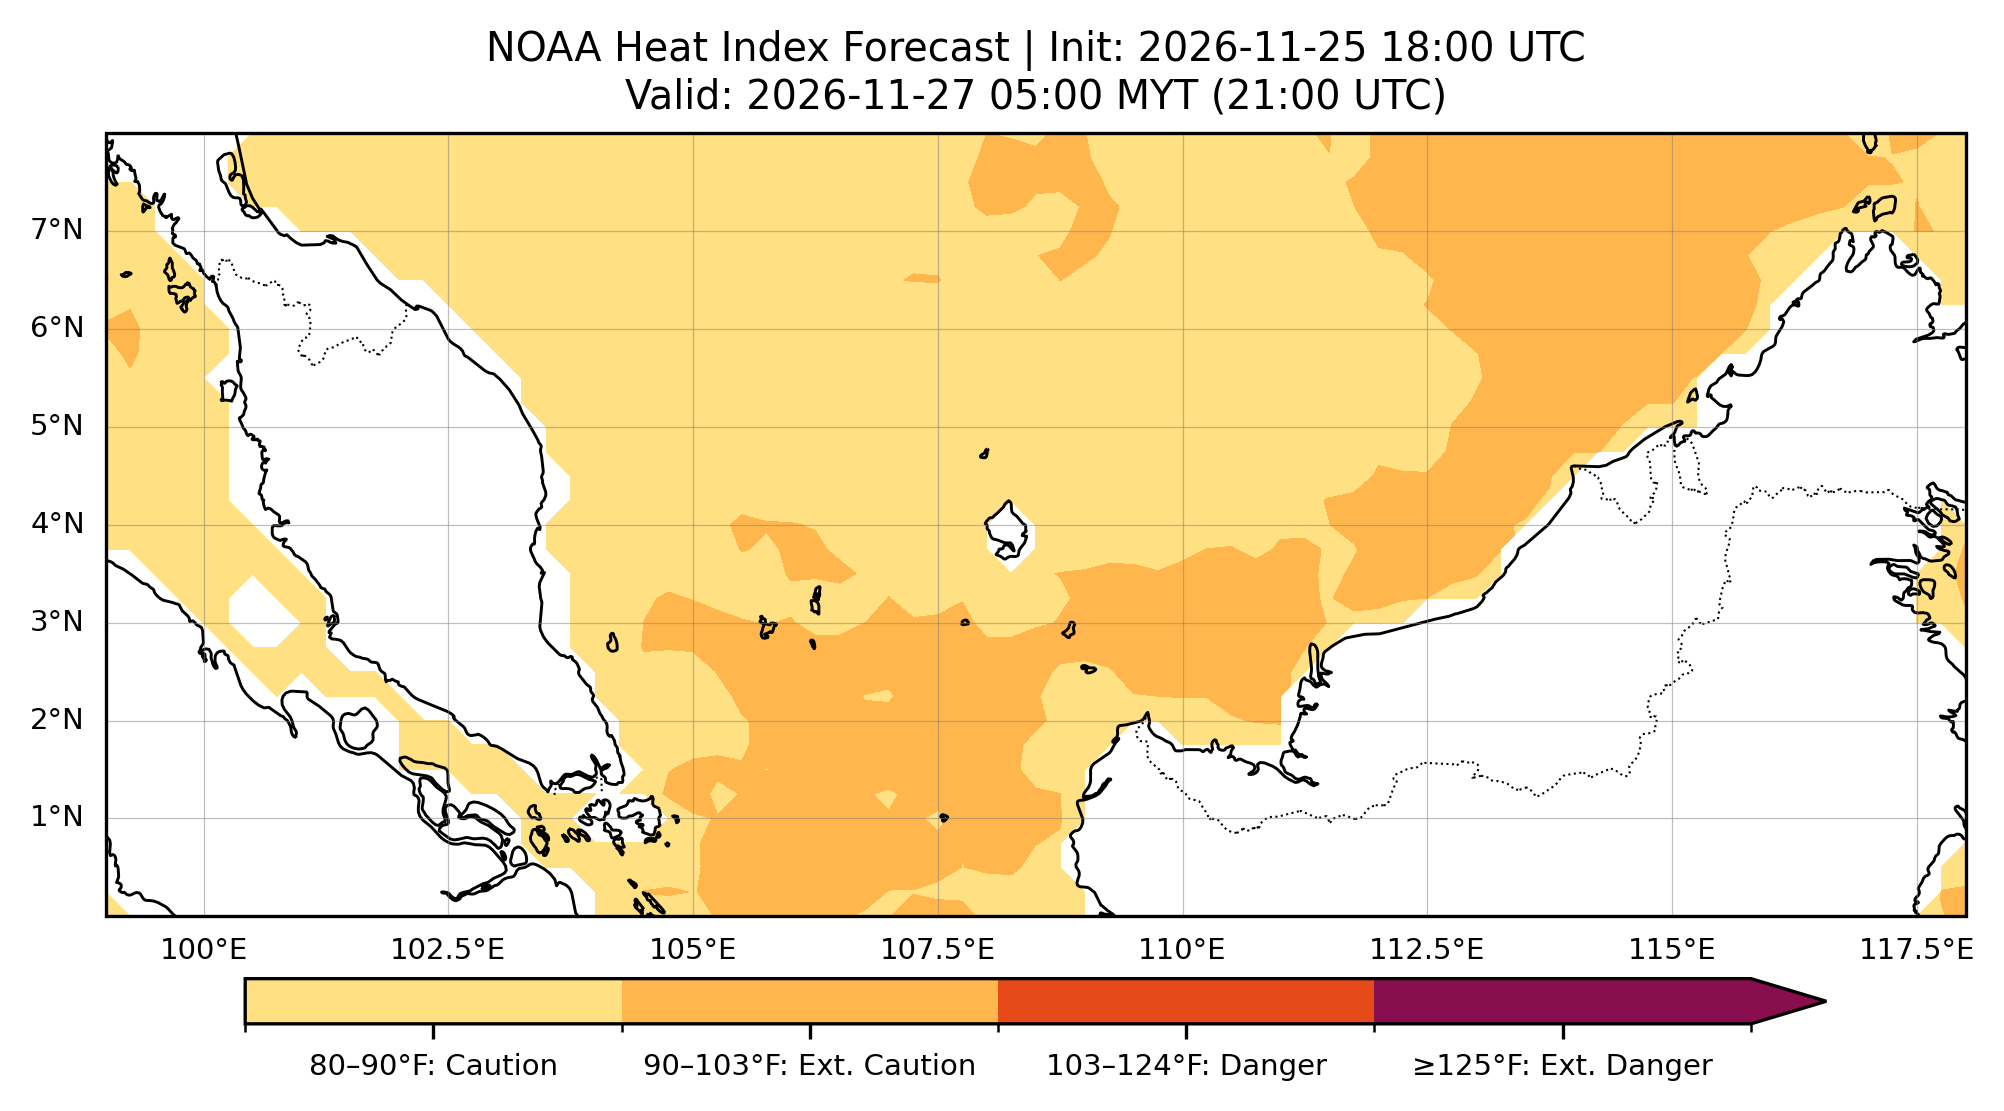 NOAA Heat Index Forecast | Init: 2026-11-25 18:00 UTC
Valid: 2026-11-27 05:00 MYT (21:00 UTC)
7°N
6°N
5°N
4°N
3°N
2°N
1°N
100°E
102.5°E
105°E
107.5°E
110°E
112.5°E
115°E
117.5°E
80–90°F: Caution
90–103°F: Ext. Caution
103–124°F: Danger
≥125°F: Ext. Danger